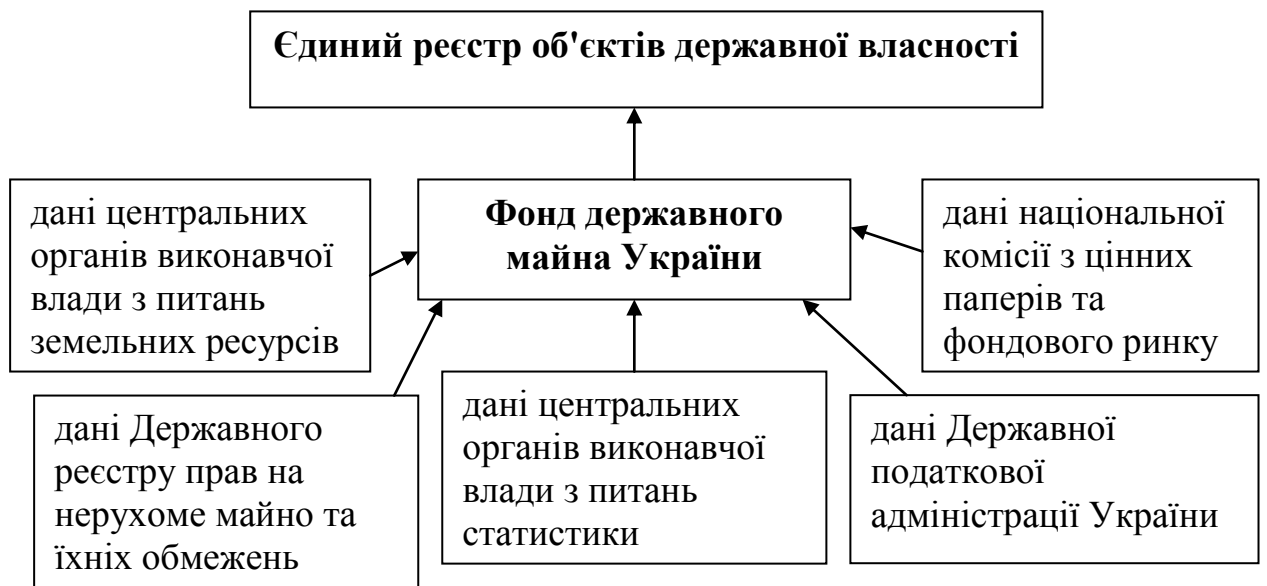 Єдиний реєстр об'єктів державної власності
дані центральних
органів виконавчої
влади з питань
земельних ресурсів
Фонд державного
майна України
дані національної
комісії з цінних
паперів та
фондового ринку
дані Державного
реєстру прав на
нерухоме майно та
їхніх обмежень
дані центральних
органів виконавчої
влади з питань
статистики
дані Державної
податкової
адміністрації України